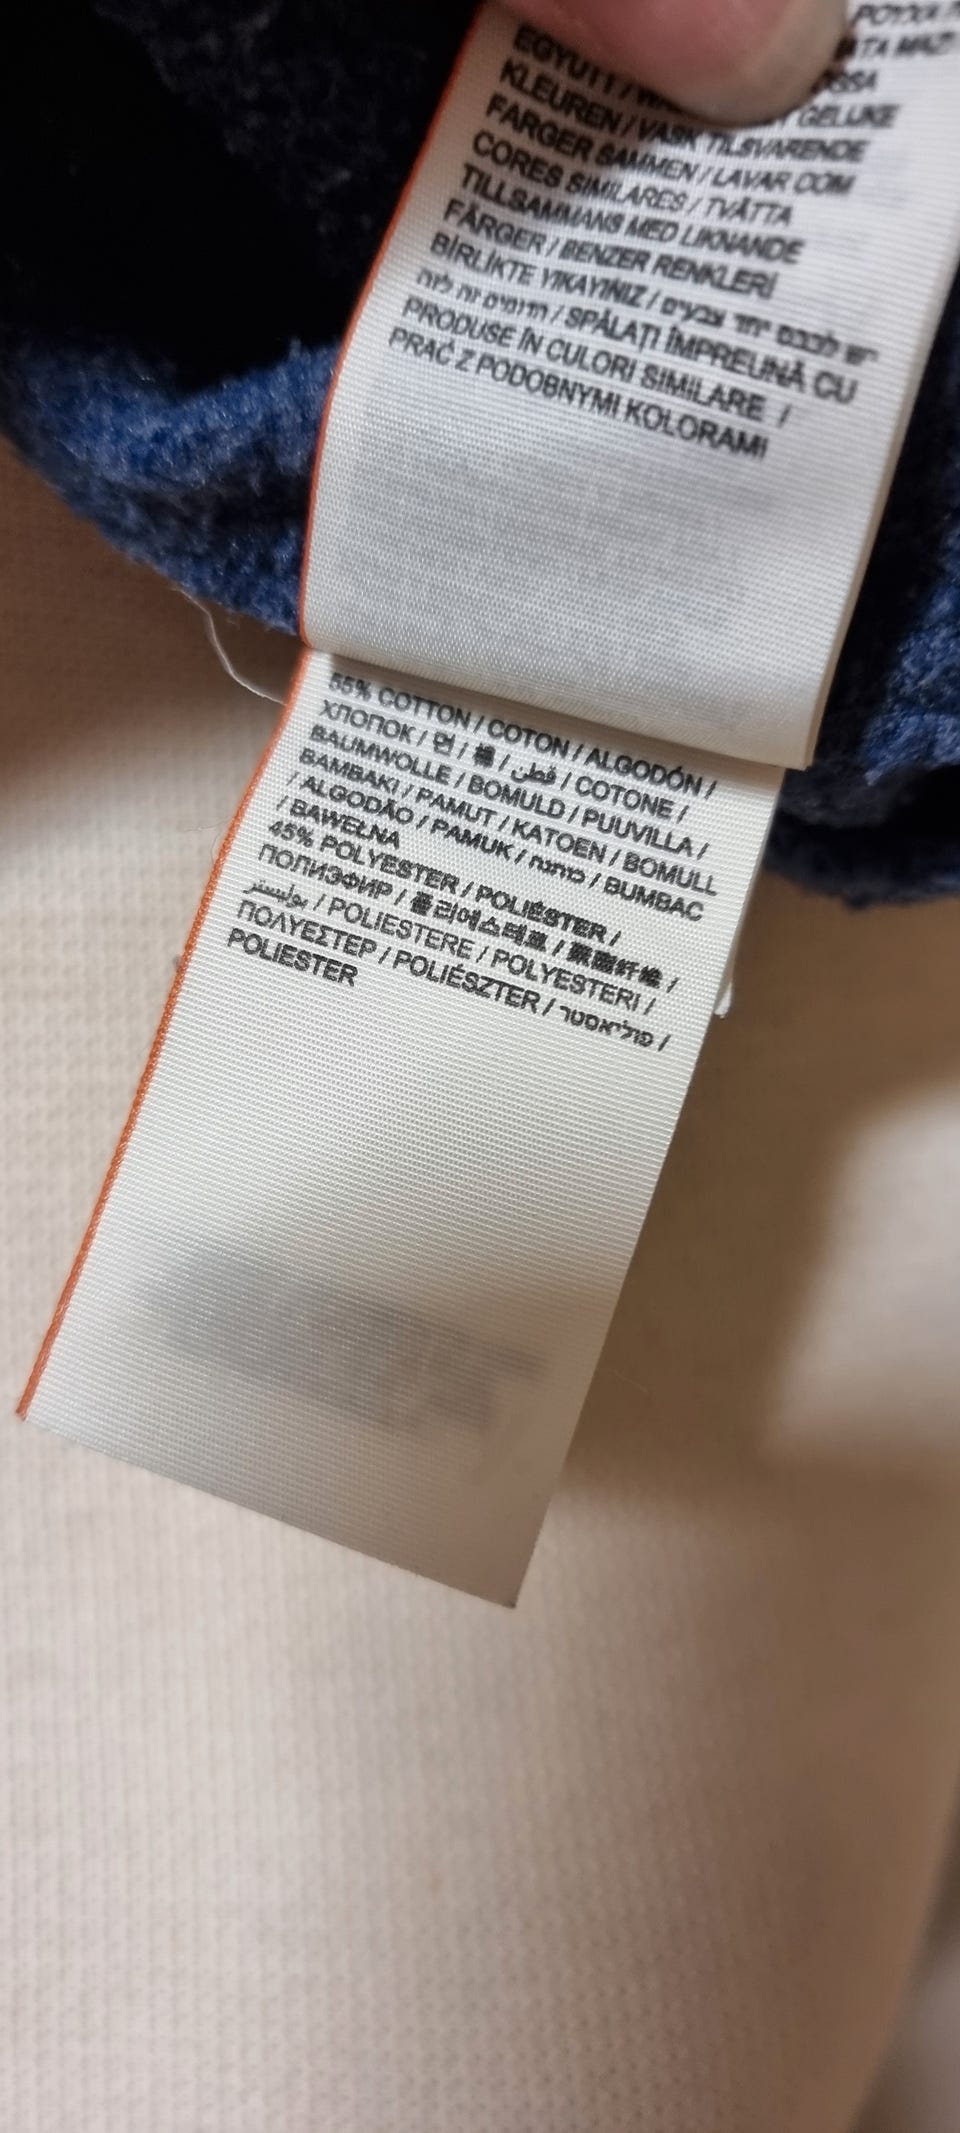 EGYÜTT /
KLEUREN / VASK TILSVARENDE
FARGER SAMMEN / LAVAR COM
CORES SIMILARES / TVÄTTA
TILLSAMMANS MED LIKNANDE
FÄRGER / BENZER RENKLERİ
BİRLİKTE YIKAYINIZ / יש לכבס יחד צבעים
דומים זה לזה / SPĂLAȚI ÎMPREUNĂ CU
PRODUSE ÎN CULORI SIMILARE /
PRAĆ Z PODOBNYMI KOLORAMI
55% COTTON / COTON / ALGODÓN /
ХЛОПОК / 면 / 棉 / قطن / COTONE /
BAUMWOLLE / BOMULD / PUUVILLA /
BAMBAKI / PAMUT / KATOEN / BOMULL
/ ALGODÃO / PAMUK / כותנה / BUMBAC
/ BAWEŁNA
45% POLYESTER / POLIÉSTER /
ПОЛИЭФИР / 폴리에스테르 / 聚酯纤维 /
بوليستر / POLIESTERE / POLYESTERI /
ΠΟΛΥΕΣΤΕΡ / POLIÉSZTER / פוליאסטר /
POLIESTER